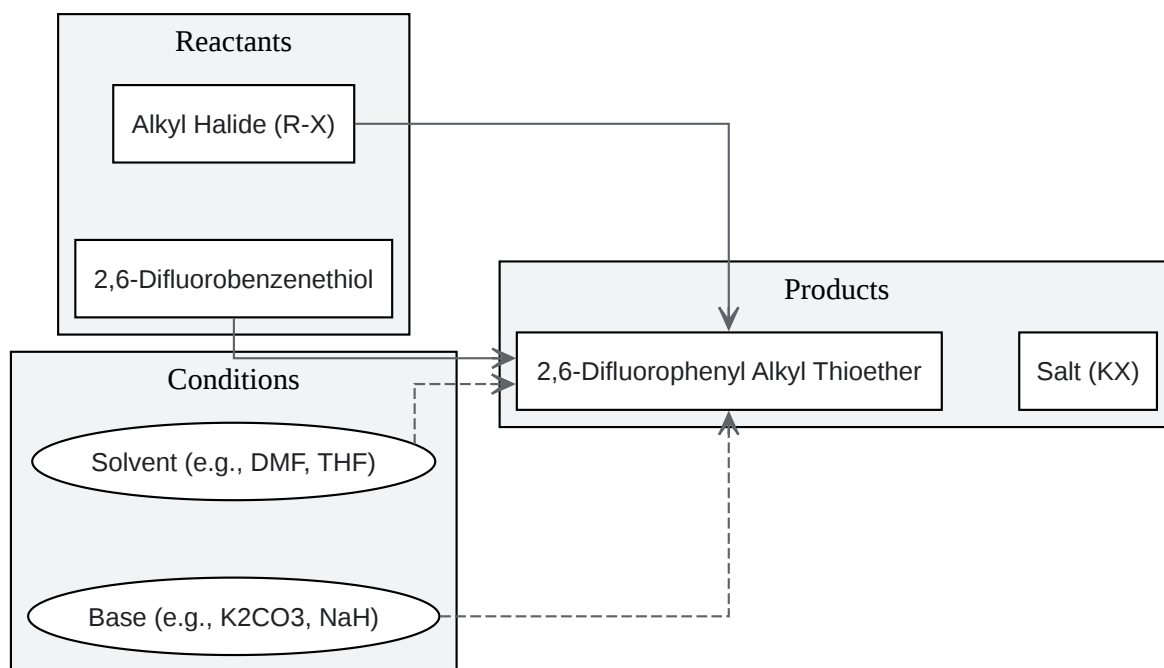 Reactants
Alkyl Halide (R-X)
2,6-Difluorobenzenethiol
Products
2,6-Difluorophenyl Alkyl Thioether
Salt (KX)
Conditions
Solvent (e.g., DMF, THF)
Base (e.g., K2CO3, NaH)